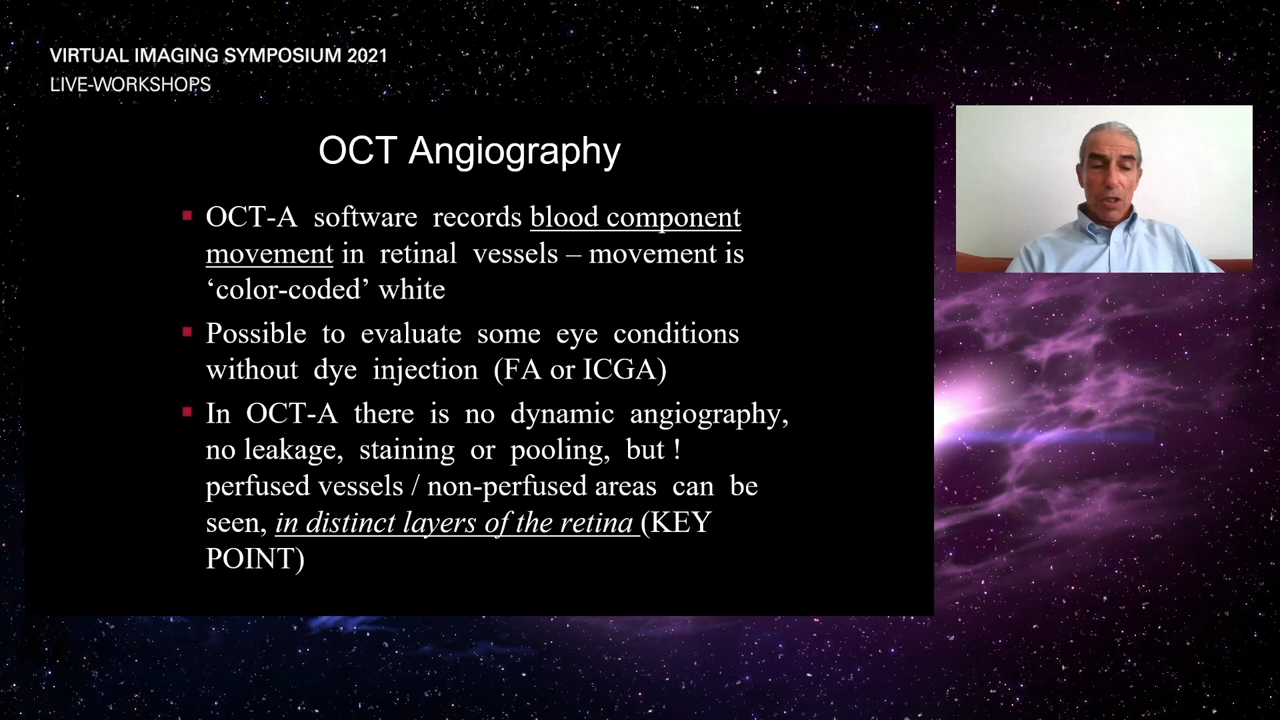 VIRTUAL IMAGING SYMPOSIUM 2021
LIVE-WORKSHOPS
OCT Angiography
OCT-A software records blood component
movement in retinal vessels – movement is
‘color-coded’ white
Possible to evaluate some eye conditions
without dye injection (FA or ICGA)
In OCT-A there is no dynamic angiography,
no leakage, staining or pooling, but !
perfused vessels / non-perfused areas can be
seen, in distinct layers of the retina (KEY
POINT)